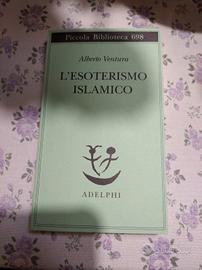 Piccola Biblioteca 698
Alberto Ventura
L'ESOTERISMO
ISLAMICO
ADELPHI